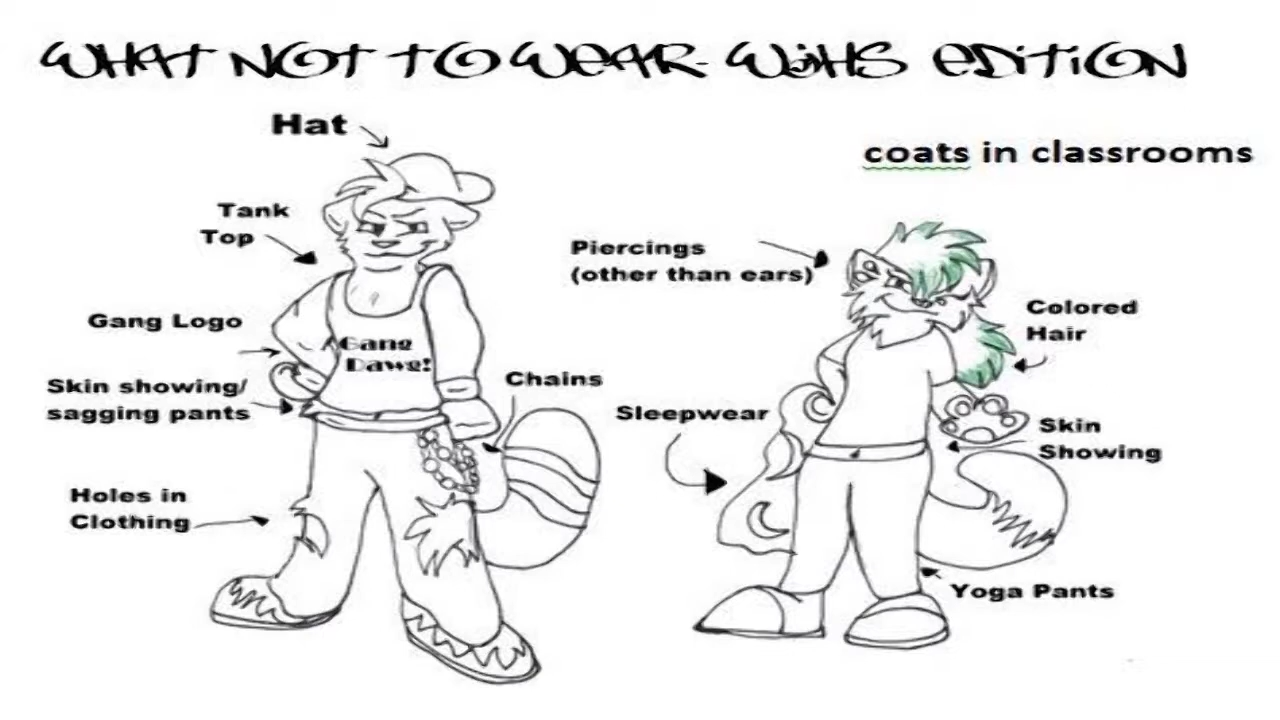 WHAT NOT TO WEAR- WJHS EDITION
Hat
coats in classrooms
Tank
Top
Piercings
(other than ears)
Gang Logo
Colored
Hair
Gang
Dawg!
Skin showing/
sagging pants
Chains
Sleepwear
Skin
Showing
Holes in
Clothing
Yoga Pants